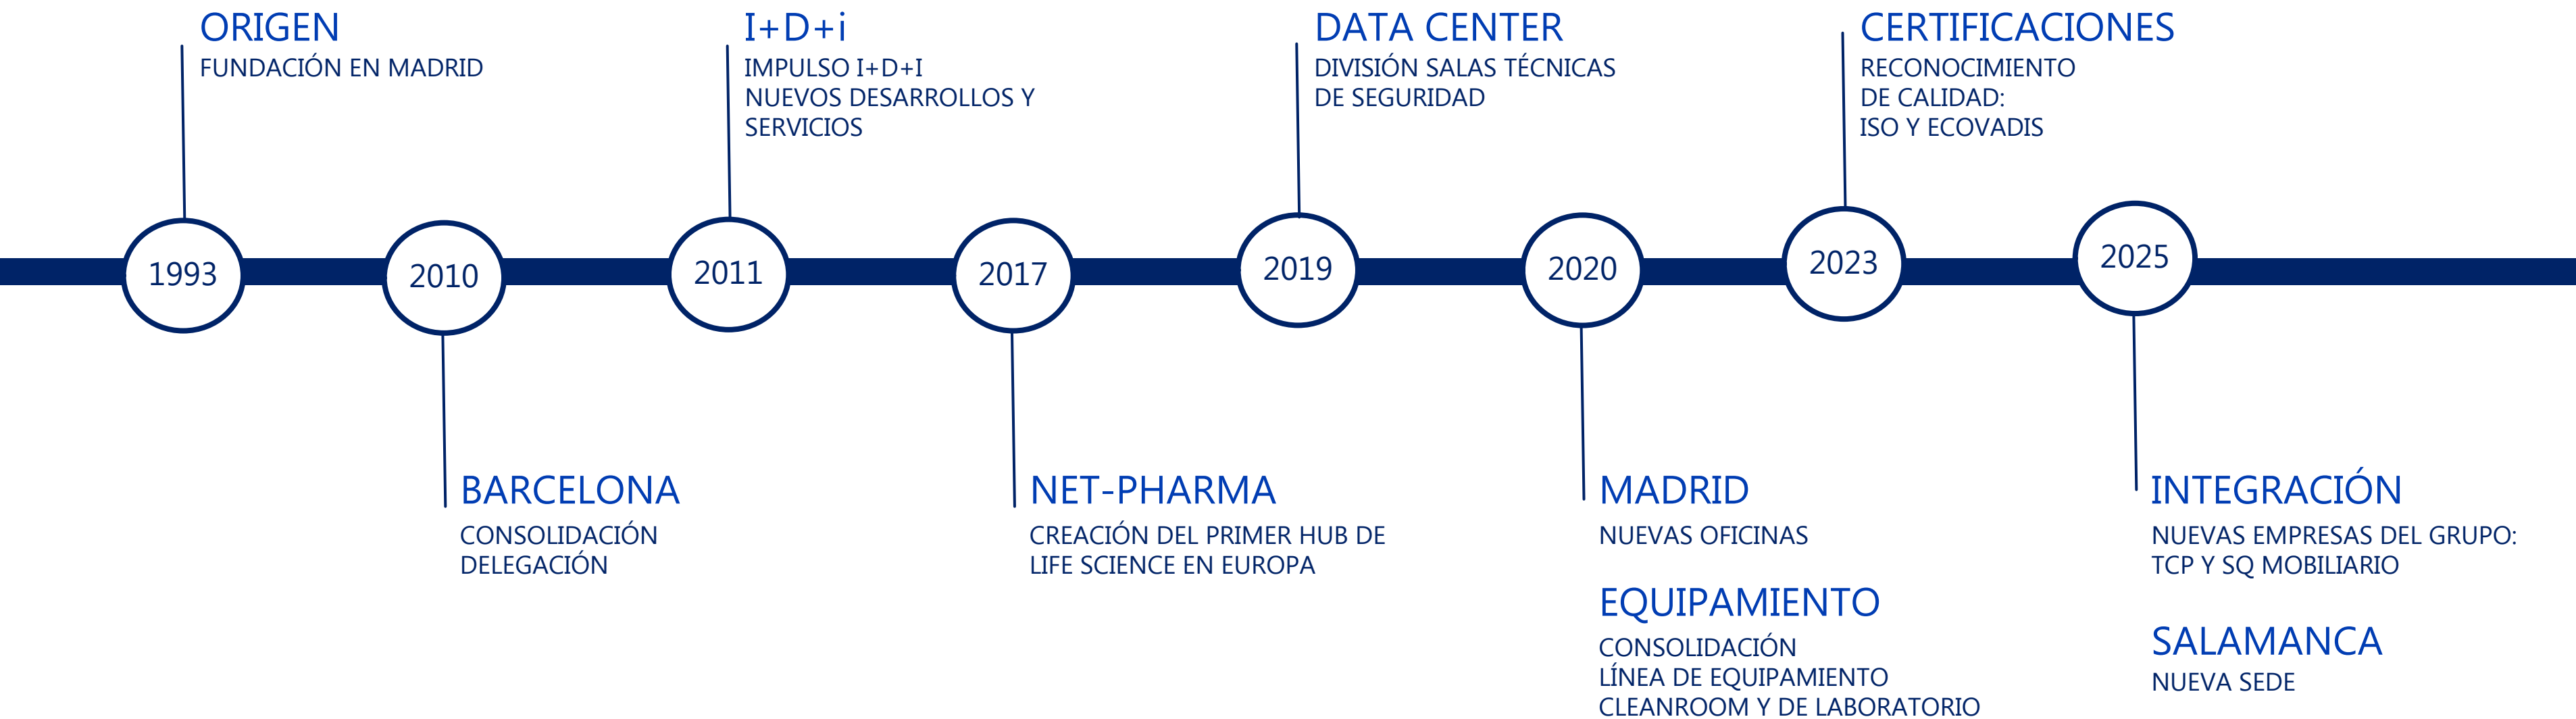 ORIGEN
FUNDACIÓN EN MADRID
I+D+i
IMPULSO I+D+I
NUEVOS DESARROLLOS Y
SERVICIOS
DATA CENTER
DIVISIÓN SALAS TÉCNICAS
DE SEGURIDAD
CERTIFICACIONES
RECONOCIMIENTO
DE CALIDAD:
ISO Y ECOVADIS
1993
2010
2011
2017
2019
2020
2023
2025
BARCELONA
CONSOLIDACIÓN
DELEGACIÓN
NET-PHARMA
CREACIÓN DEL PRIMER HUB DE
LIFE SCIENCE EN EUROPA
MADRID
NUEVAS OFICINAS
EQUIPAMIENTO
CONSOLIDACIÓN
LÍNEA DE EQUIPAMIENTO
CLEANROOM Y DE LABORATORIO
INTEGRACIÓN
NUEVAS EMPRESAS DEL GRUPO:
TCP Y SQ MOBILIARIO
SALAMANCA
NUEVA SEDE